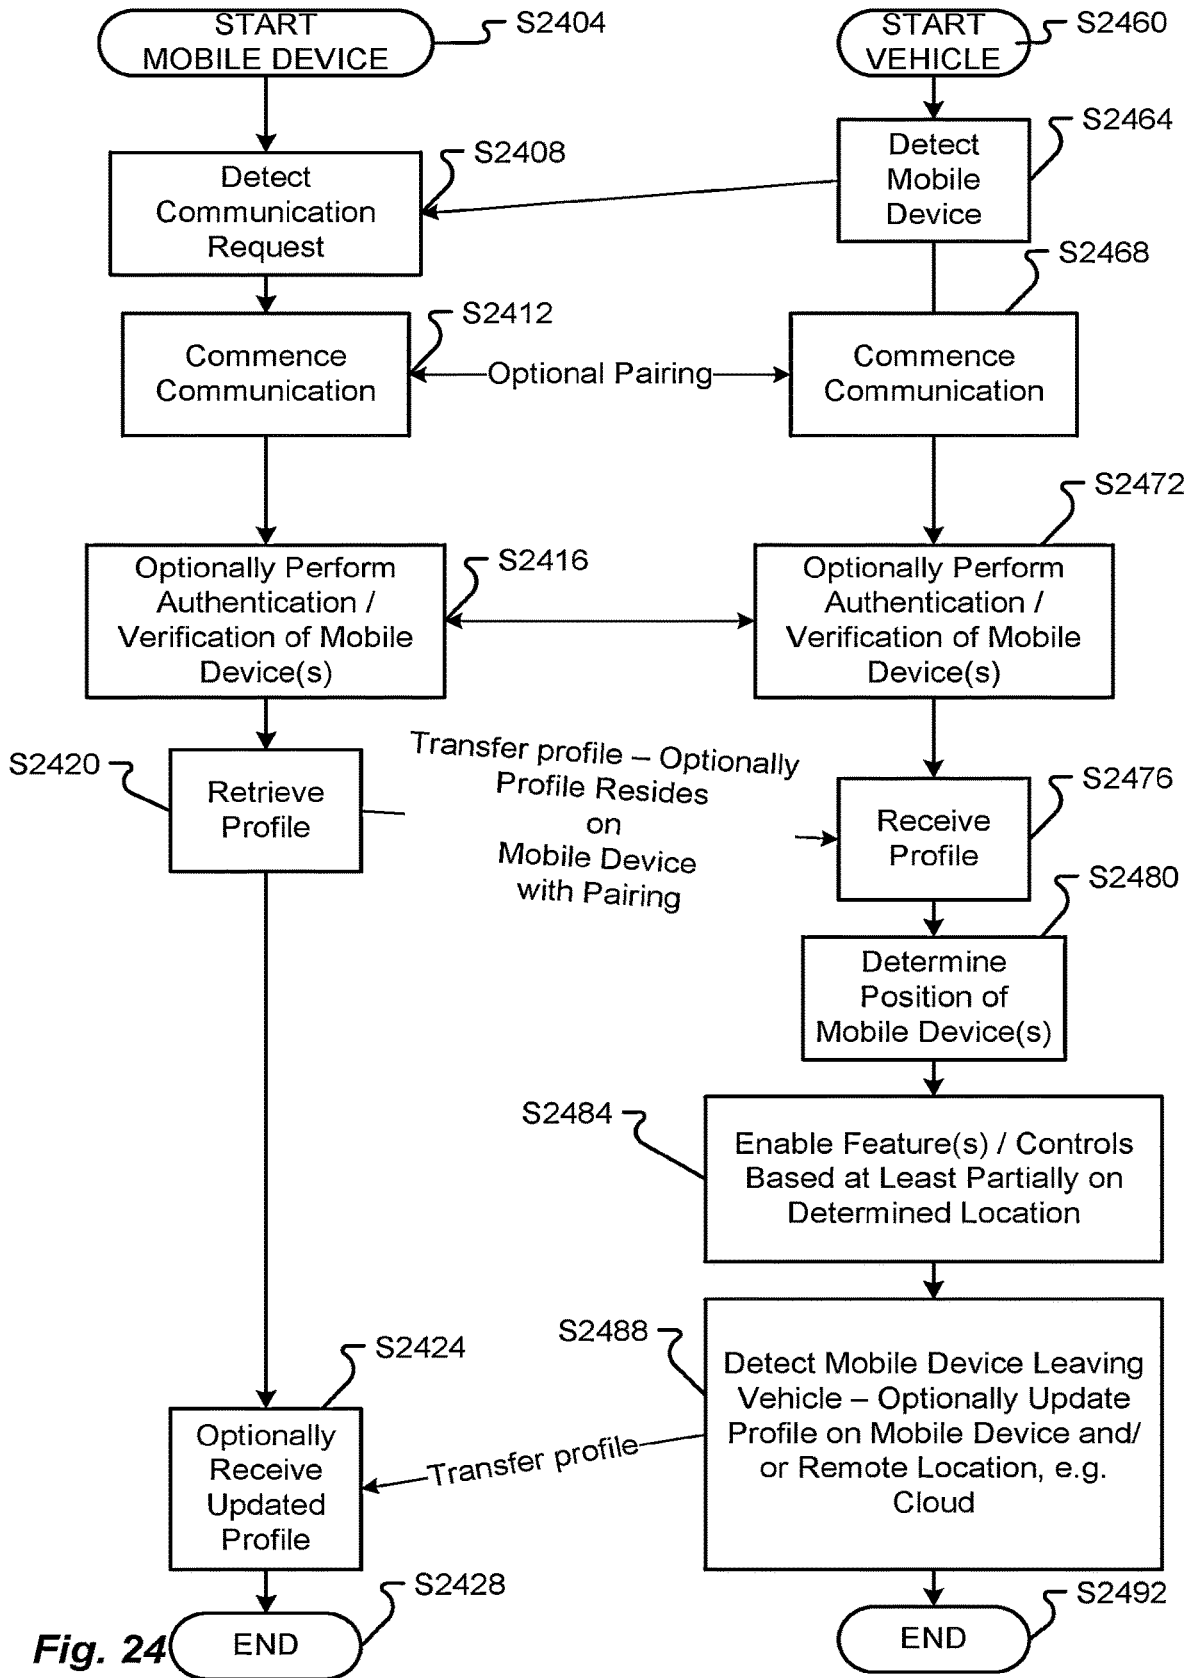 START
MOBILE DEVICE
S2404
START
VEHICLE
S2460
Detect
Mobile
Device
S2464
Detect
Communication
Request
S2408
S2468
Commence
Communication
S2412
Optional Pairing
Commence
Communication
S2472
Optionally Perform
Authentication /
Verification of Mobile
Device(s)
S2416
Optionally Perform
Authentication /
Verification of Mobile
Device(s)
S2420
Retrieve
Profile
Transfer profile – Optionally
Profile Resides
on
Mobile Device
with Pairing
Receive
Profile
S2476
S2480
Determine
Position of
Mobile Device(s)
S2484
Enable Feature(s) / Controls
Based at Least Partially on
Determined Location
S2488
Detect Mobile Device Leaving
Vehicle – Optionally Update
Profile on Mobile Device and/
or Remote Location, e.g.
Cloud
S2424
Optionally
Receive
Updated
Profile
Transfer profile
S2428
END
S2492
END
Fig. 24